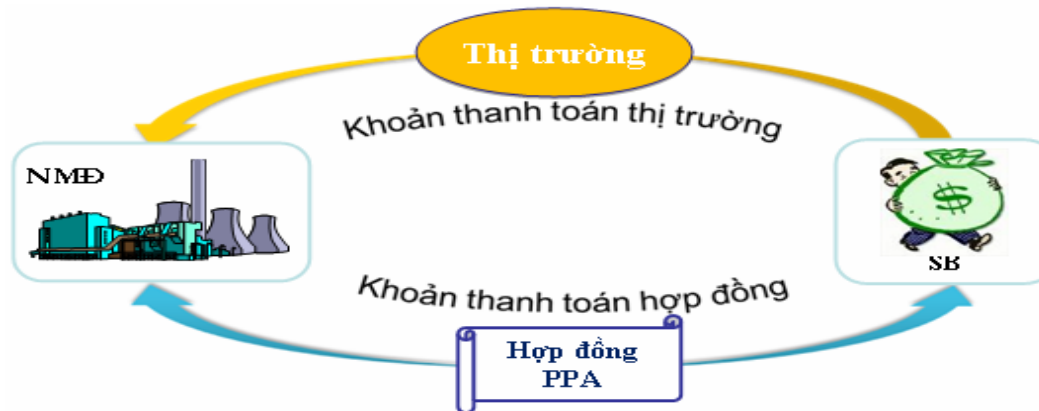 Thị trường
Khoản thanh toán thị trường
NMĐ
$
SB
Khoản thanh toán hợp đồng
Hợp đồng
PPA